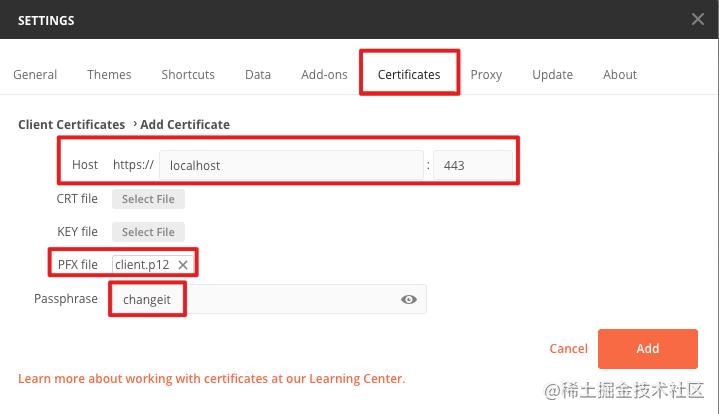 SETTINGS
General Themes Shortcuts Data Add-ons Certificates Proxy Update About
Client Certificates › Add Certificate
Host https:// localhost : 443
CRT file Select File
KEY file Select File
PFX file client.p12
Passphrase changeit
Cancel Add
Learn more about working with certificates at our Learning Center.
@稀土掘金技术社区